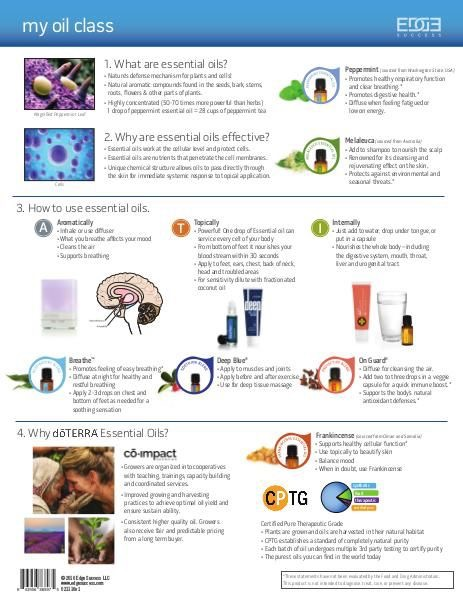 my oil class
EDGE
SUCCESS
1. What are essential oils?
• Nature's defense mechanism for plants and cells!
• Natural aromatic compounds found in the seeds, bark, stems,
roots, flowers & other parts of plants.
• Highly concentrated (50-70 times more powerful than herbs)
1 drop of peppermint essential oil = 28 cups of peppermint tea
Magnified Peppermint Leaf
Peppermint (sourced from Washington State USA)
• Promotes healthy respiratory function
and clear breathing.*
• Promotes digestive health.*
• Diffuse when feeling fatigued or
low on energy.
2. Why are essential oils effective?
• Essential oils work at the cellular level and protect cells.
• Essential oils are nutrients that penetrate the cell membranes.
• Unique chemical structure allows oils to pass directly through
the skin for immediate systemic response to topical application.
Cells
Melaleuca (sourced from Australia)
• Add to shampoo to nourish the scalp
• Renowned for its cleansing and
rejuvenating effect on the skin.
• Protects against environmental and
seasonal threats.*
3. How to use essential oils.
A
Aromatically
• Inhale or use diffuser
• What you breathe affects your mood
• Cleans the air
• Supports breathing
T
Topically
• Powerful! One drop of Essential oil can
service every cell of your body
• From bottom of feet it nourishes your
blood stream within 30 seconds
• Apply to feet, ears, chest, back of neck,
head and troubled areas
• For sensitivity dilute with fractionated
coconut oil
I
Internally
• Just add to water, drop under tongue, or
put in a capsule
• Nourishes the whole body – including
the digestive system, mouth, throat,
liver and urogenital tract
deep
Breathe™
• Promotes feeling of easy breathing*
• Diffuse at night for healthy and
restful breathing
• Apply 2-3 drops on chest and
bottom of feet as needed for a
soothing sensation
Deep Blue®
• Apply to muscles and joints
• Apply before and after exercise
• Use for deep tissue massage
On Guard®
• Diffuse for cleansing the air.
• Add two to three drops in a veggie
capsule for a quick immune boost.*
• Supports the body's natural
antioxidant defenses.*
4. Why dōTERRA Essential Oils?
cō-impact
• Growers are organized into cooperatives
with teaching, trainings, capacity building
and coordinated services.
• Improved growing and harvesting
practices to achieve optimal oil yield and
ensure sustain ability.
• Consistent higher quality oil. Growers
also receive fair and predictable pricing
from a long term buyer.
Frankincense (sourced from Oman and Somalia)
• Supports healthy cellular function*
• Use topically to beautify skin
• Balance mood
• When in doubt, use Frankincense
CPTG
synthetic
food
therapeutic
Certified Pure Therapeutic Grade
• Plants are grown and oils are harvested in their natural habitat
• CPTG establishes a standard of completely natural purity
• Each batch of oil undergoes multiple 3rd party testing to certify purity
• The purest oils you can find in the world today
© 2016 Edge Success LLC
www.edgesuccess.com
*These statements have not been evaluated by the Food and Drug Administration.
This product is not intended to diagnose, treat, cure, or prevent any disease.